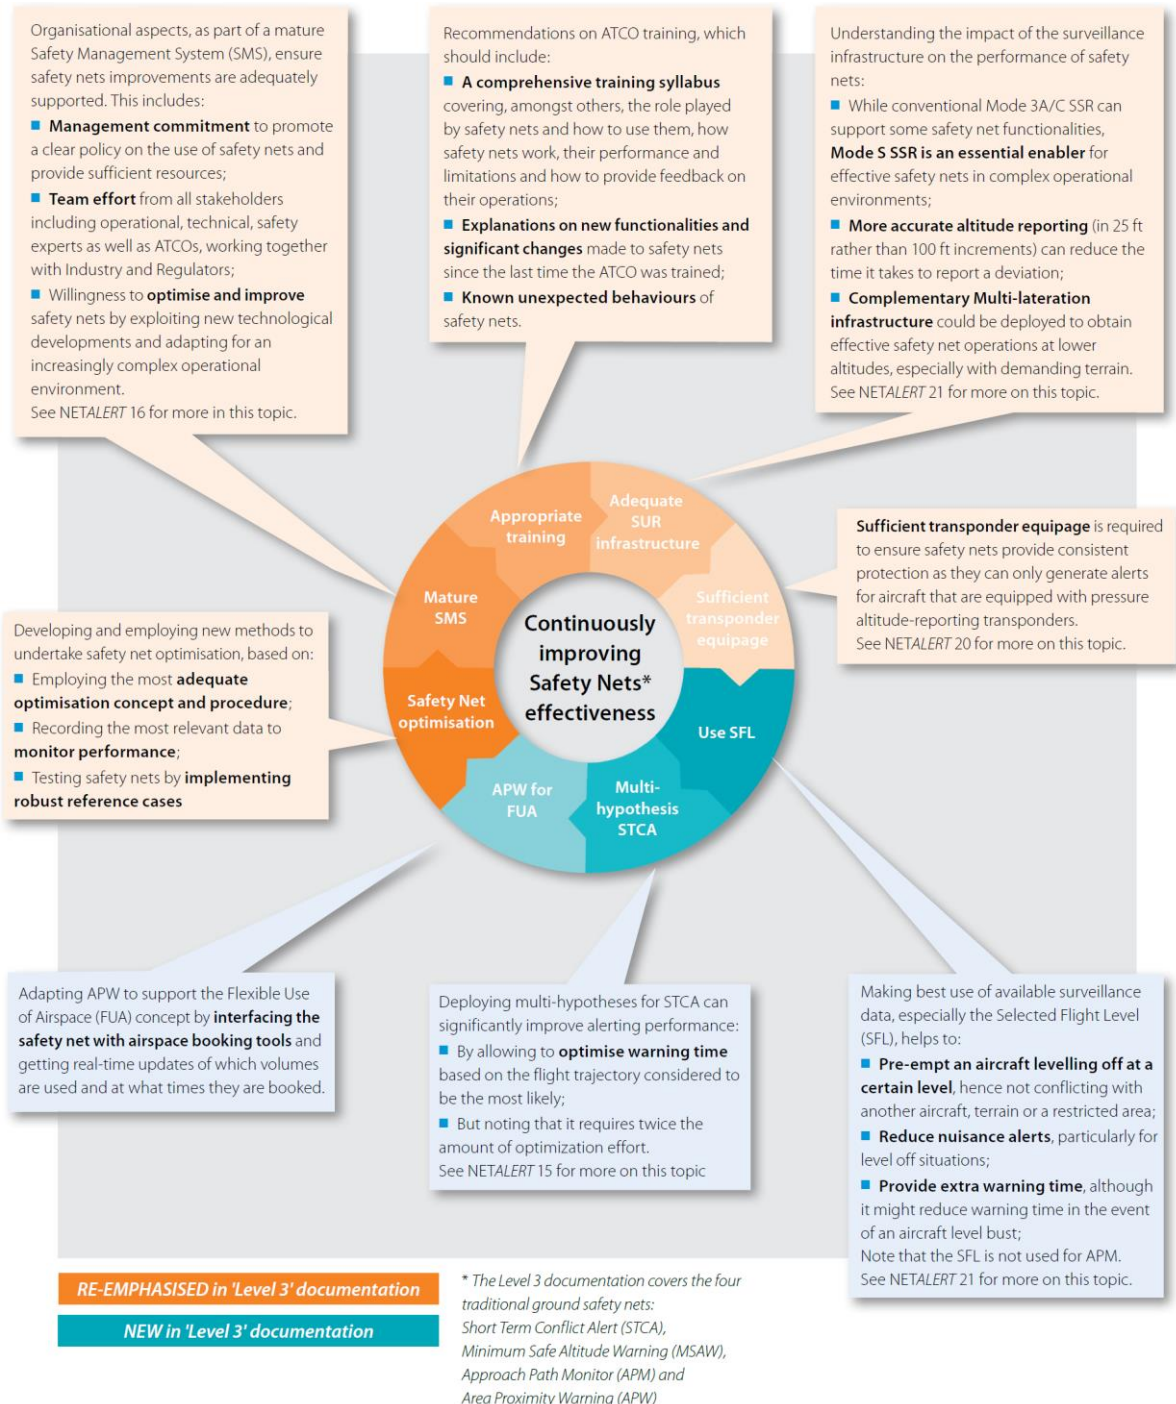 Organisational aspects, as part of a mature
Safety Management System (SMS), ensure
safety nets improvements are adequately
supported. This includes:
■ Management commitment to promote
a clear policy on the use of safety nets and
provide sufficient resources;
■ Team effort from all stakeholders
including operational, technical, safety
experts as well as ATCOs, working together
with Industry and Regulators;
■ Willingness to optimise and improve
safety nets by exploiting new technological
developments and adapting for an
increasingly complex operational
environment.
See NETALERT 16 for more in this topic.
Recommendations on ATCO training, which
should include:
■ A comprehensive training syllabus
covering, amongst others, the role played
by safety nets and how to use them, how
safety nets work, their performance and
limitations and how to provide feedback on
their operations;
■ Explanations on new functionalities and
significant changes made to safety nets
since the last time the ATCO was trained;
■ Known unexpected behaviours of
safety nets.
Understanding the impact of the surveillance
infrastructure on the performance of safety
nets:
■ While conventional Mode 3A/C SSR can
support some safety net functionalities,
Mode S SSR is an essential enabler for
effective safety nets in complex operational
environments;
■ More accurate altitude reporting (in 25 ft
rather than 100 ft increments) can reduce the
time it takes to report a deviation;
■ Complementary Multi-lateration
infrastructure could be deployed to obtain
effective safety net operations at lower
altitudes, especially with demanding terrain.
See NETALERT 21 for more on this topic.
Appropriate
training
Adequate
SUR
infrastructure
Mature
SMS
Sufficient
transponder
equipage
Continuously
improving
Safety Nets*
effectiveness
Safety Net
optimisation
Use SFL
APW for
FUA
Multi-
hypothesis
STCA
Sufficient transponder equipage is required
to ensure safety nets provide consistent
protection as they can only generate alerts
for aircraft that are equipped with pressure
altitude-reporting transponders.
See NETALERT 20 for more on this topic.
Developing and employing new methods to
undertake safety net optimisation, based on:
■ Employing the most adequate
optimisation concept and procedure;
■ Recording the most relevant data to
monitor performance;
■ Testing safety nets by implementing
robust reference cases
Adapting APW to support the Flexible Use
of Airspace (FUA) concept by interfacing the
safety net with airspace booking tools and
getting real-time updates of which volumes
are used and at what times they are booked.
Deploying multi-hypotheses for STCA can
significantly improve alerting performance:
■ By allowing to optimise warning time
based on the flight trajectory considered to
be the most likely;
■ But noting that it requires twice the
amount of optimization effort.
See NETALERT 15 for more on this topic
Making best use of available surveillance
data, especially the Selected Flight Level
(SFL), helps to:
■ Pre-empt an aircraft levelling off at a
certain level, hence not conflicting with
another aircraft, terrain or a restricted area;
■ Reduce nuisance alerts, particularly for
level off situations;
■ Provide extra warning time, although
it might reduce warning time in the event
of an aircraft level bust;
Note that the SFL is not used for APM.
See NETALERT 21 for more on this topic.
RE-EMPHASISED in 'Level 3' documentation
NEW in 'Level 3' documentation
* The Level 3 documentation covers the four
traditional ground safety nets:
Short Term Conflict Alert (STCA),
Minimum Safe Altitude Warning (MSAW),
Approach Path Monitor (APM) and
Area Proximity Warning (APW)